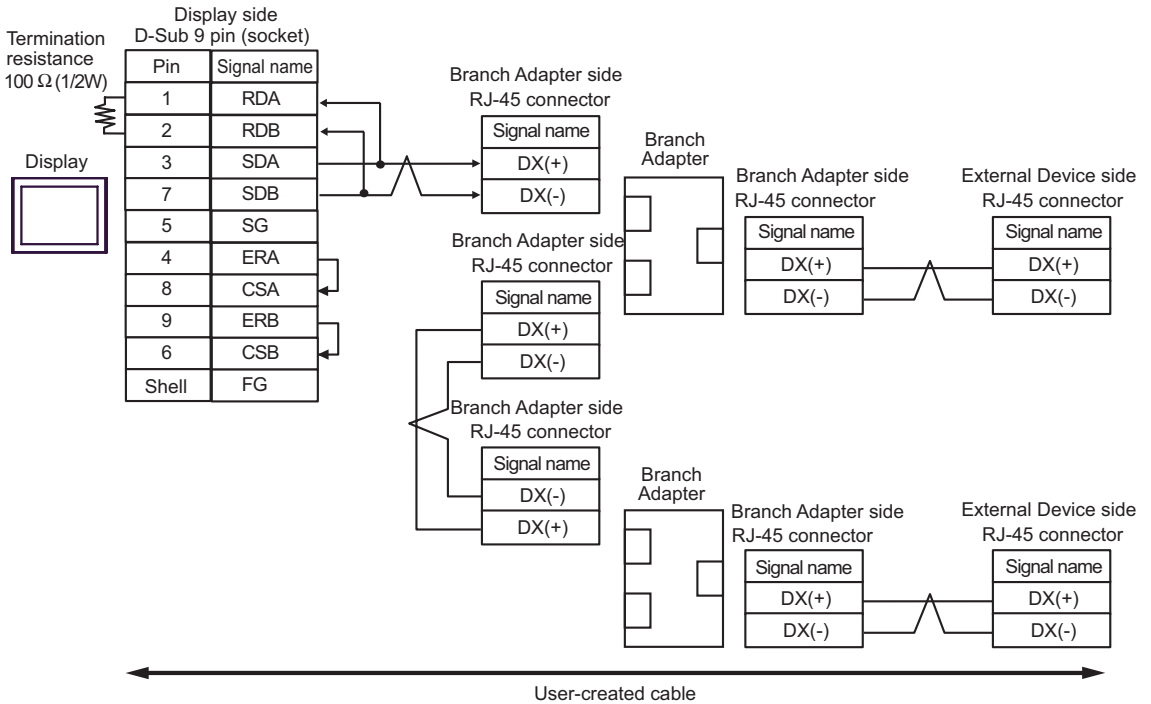 Display side
D-Sub 9 pin (socket)
Termination
resistance
100 Ω (1/2W)
Pin Signal name
1 RDA
2 RDB
3 SDA
7 SDB
5 SG
4 ERA
8 CSA
9 ERB
6 CSB
Shell FG
Display
Branch Adapter side
RJ-45 connector
Signal name
DX(+)
DX(-)
Branch
Adapter
Branch Adapter side
RJ-45 connector
Signal name
DX(+)
DX(-)
External Device side
RJ-45 connector
Signal name
DX(+)
DX(-)
Branch Adapter side
RJ-45 connector
Signal name
DX(+)
DX(-)
Branch Adapter side
RJ-45 connector
Signal name
DX(-)
DX(+)
Branch
Adapter
Branch Adapter side
RJ-45 connector
Signal name
DX(+)
DX(-)
External Device side
RJ-45 connector
Signal name
DX(+)
DX(-)
User-created cable